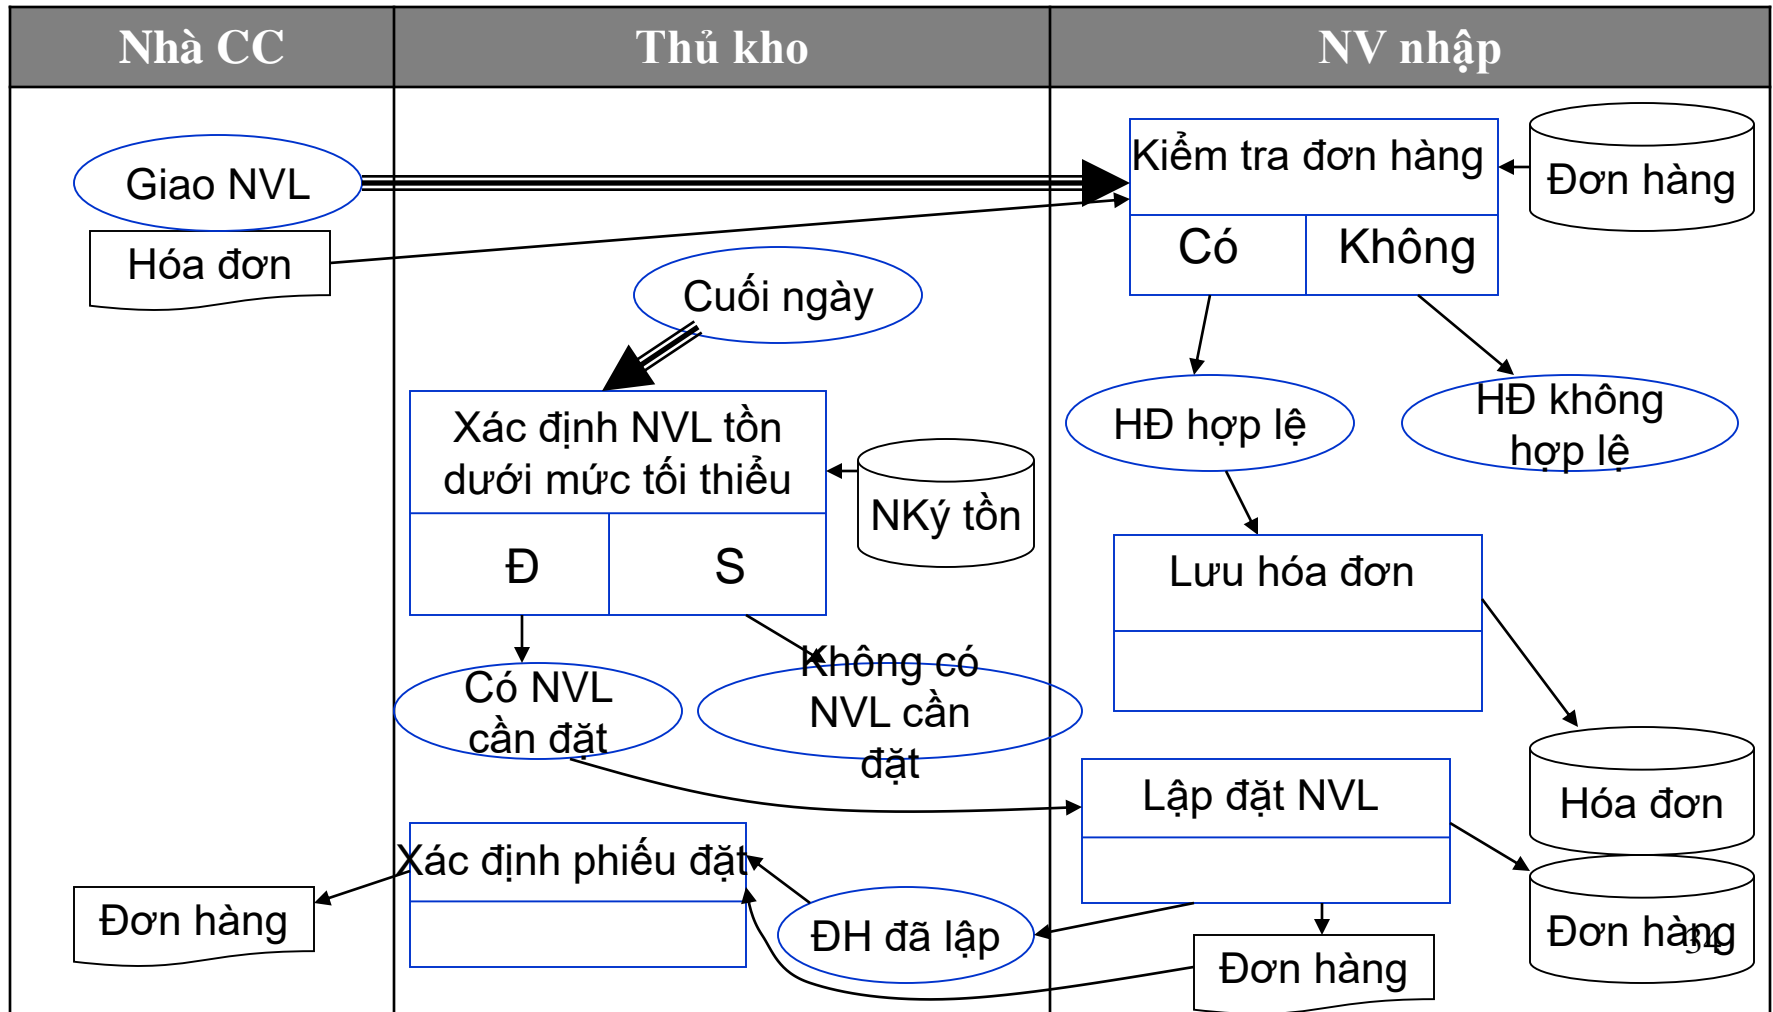 Nhà CC
Thủ kho
NV nhập
Giao NVL
Hóa đơn
Kiểm tra đơn hàng
Có
Không
Đơn hàng
Cuối ngày
Xác định NVL tồn
dưới mức tối thiểu
Đ
S
NKý tồn
HĐ hợp lệ
HĐ không
hợp lệ
Lưu hóa đơn
Có NVL
cần đặt
Không có
NVL cần
đặt
Lập đặt NVL
Hóa đơn
Xác định phiếu đặt
Đơn hàng
ĐH đã lập
Đơn hàng
Đơn hàng
34